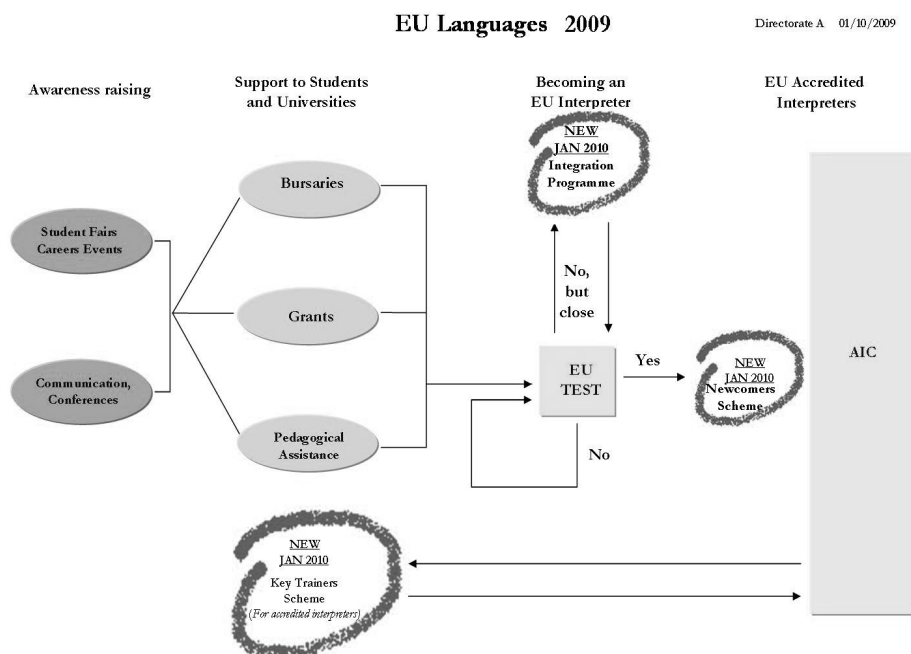 EU Languages 2009
Directorate A 01/10/2009
Awareness raising
Support to Students
and Universities
Becoming an
EU Interpreter
EU Accredited
Interpreters
NEW
JAN 2010
Integration
Programme
Bursaries
Student Fairs
Careers Events
No,
but
close
Grants
Communication,
Conferences
EU
TEST
Yes
NEW
JAN 2010
Newcomers
Scheme
AIC
Pedagogical
Assistance
No
NEW
JAN 2010
Key Trainers
Scheme
(For accredited interpreters)